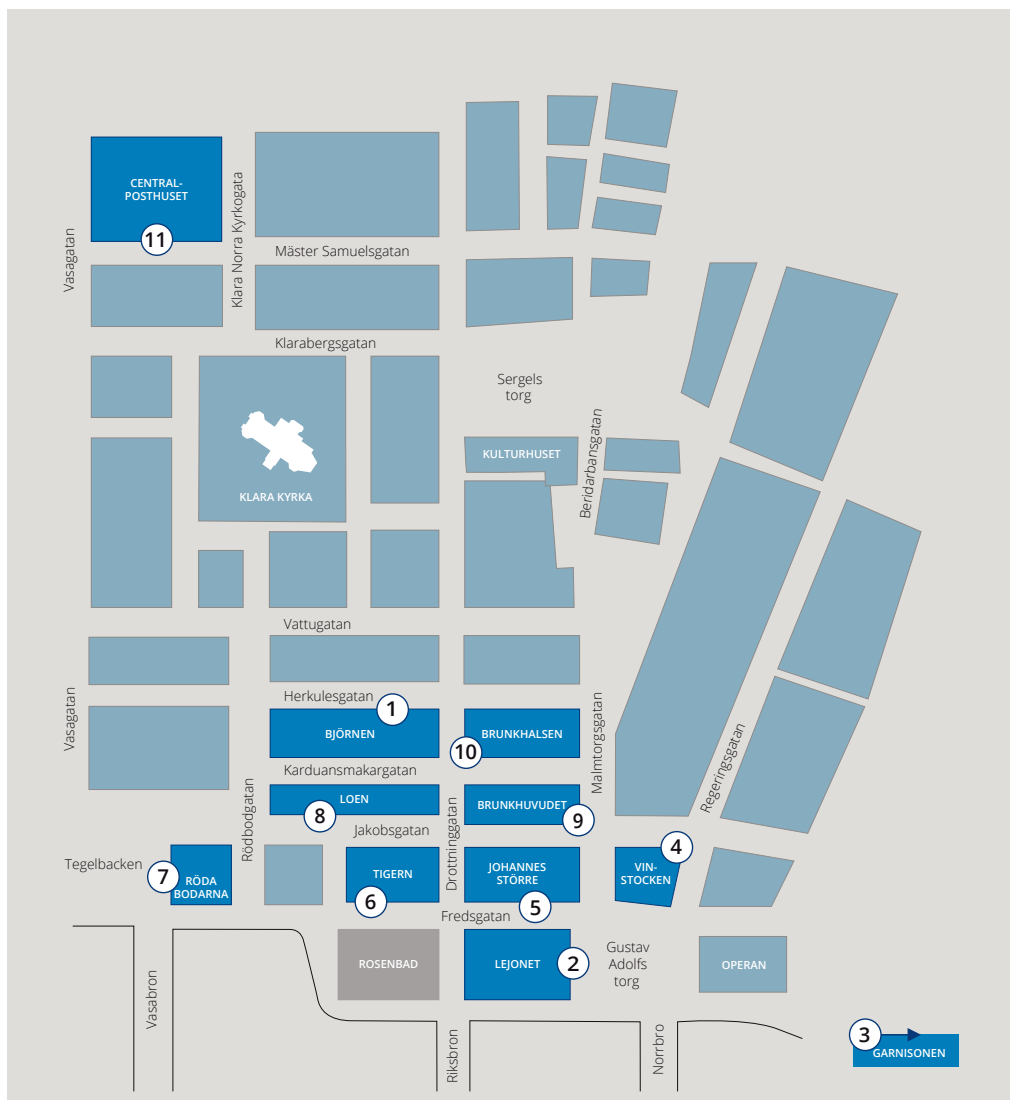 CENTRAL-
POSTHUSET
11
Vasagatan
Klara Norra Kyrkogata
Mäster Samuelsgatan
Klarabergsgatan
Sergels
torg
KULTURHUSET
Beridarbansgatan
KLARA KYRKA
Vattugatan
Vasagatan
Herkulesgatan
1
BJÖRNEN
10
BRUNKHALSEN
Malmtorgsgatan
Regeringsgatan
Karduansmakargatan
LOEN
8
BRUNKHUVUDET
9
Rödbodgatan
Jakobsgatan
Drottninggatan
Tegelbacken
7
RÖDA
BODARNA
TIGERN
6
JOHANNES
STÖRRE
5
4
VIN-
STOCKEN
Fredsgatan
ROSENBAD
LEJONET
2
Gustav
Adolfs
torg
OPERAN
Vasabron
Riksbron
Norrbro
3
GARNISONEN